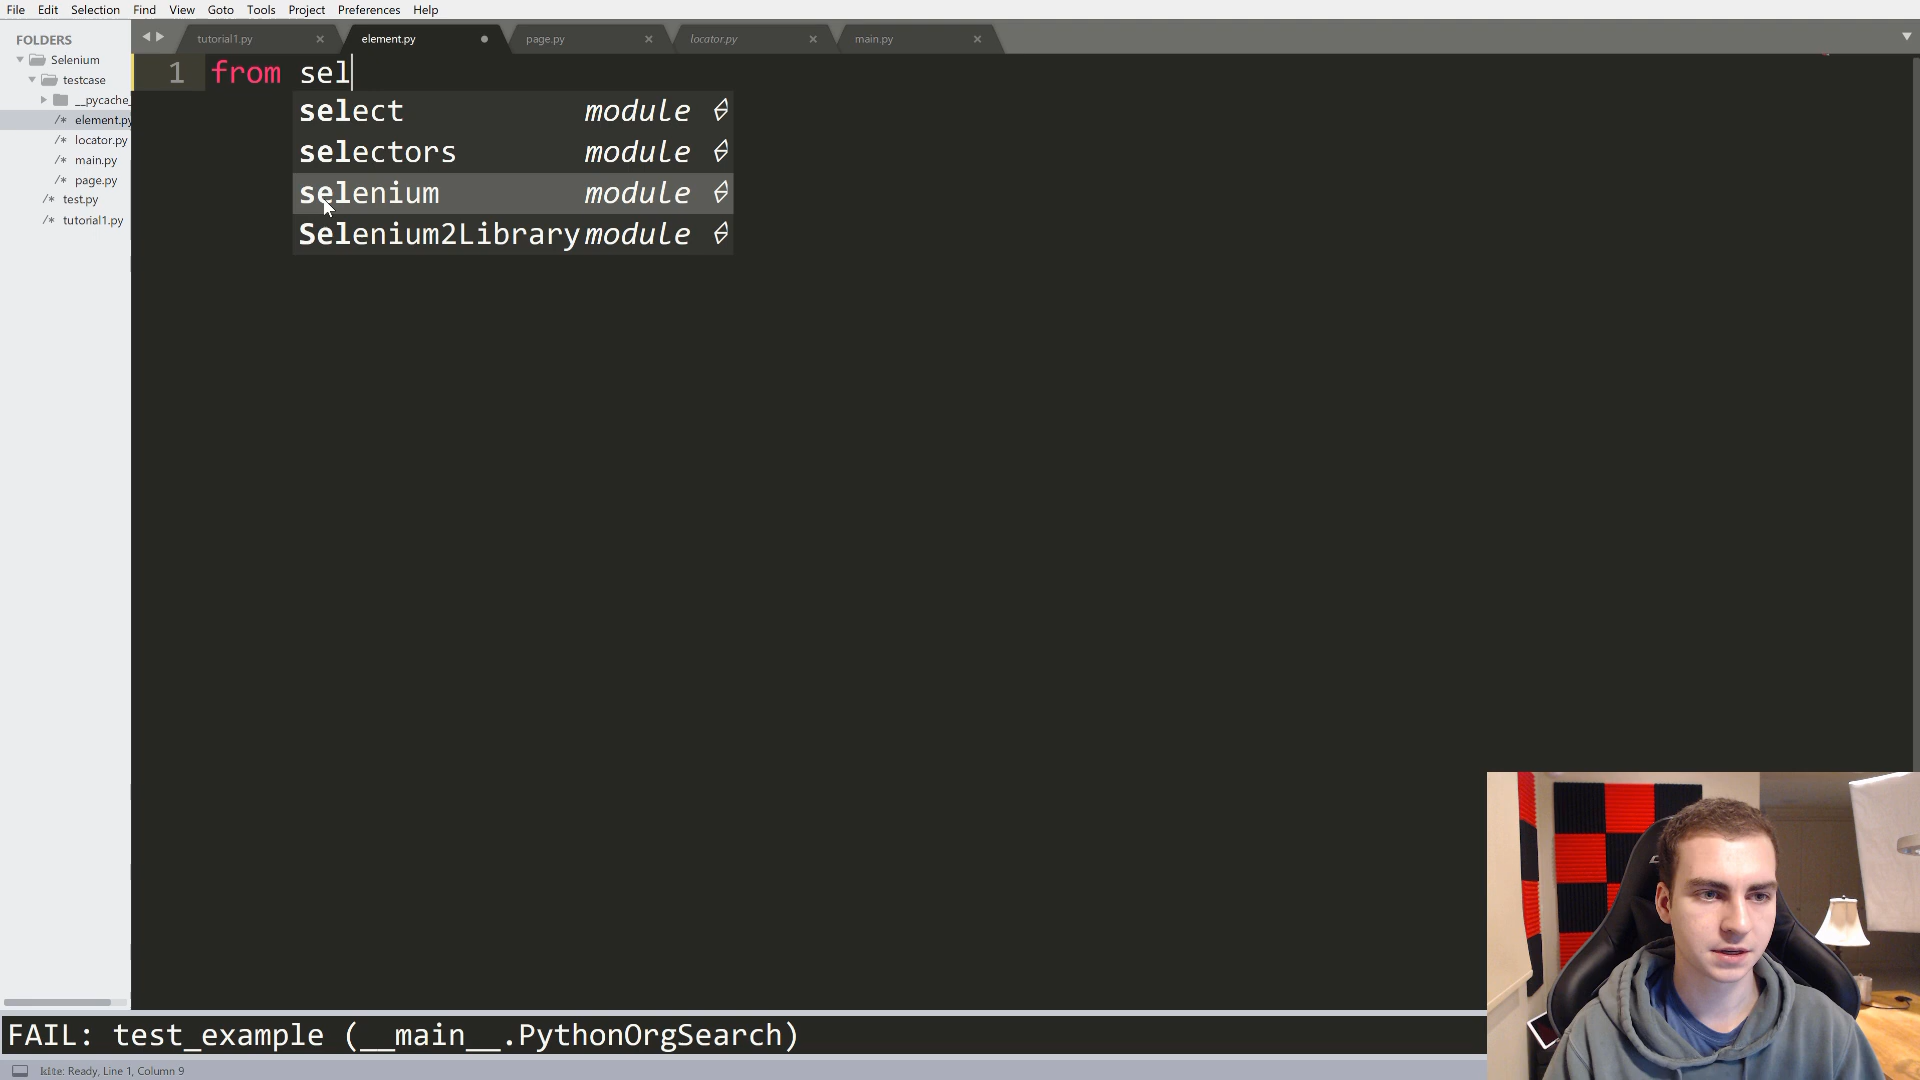 File Edit Selection Find View Goto Tools Project Preferences Help
FOLDERS
Selenium
testcase
__pycache_
element.py
locator.py
main.py
page.py
test.py
tutorial1.py
tutorial1.py element.py page.py locator.py main.py
1 from sel
select module
selectors module
selenium module
Selenium2Library module
FAIL: test_example (__main__.PythonOrgSearch)
kite: Ready, Line 1, Column 9